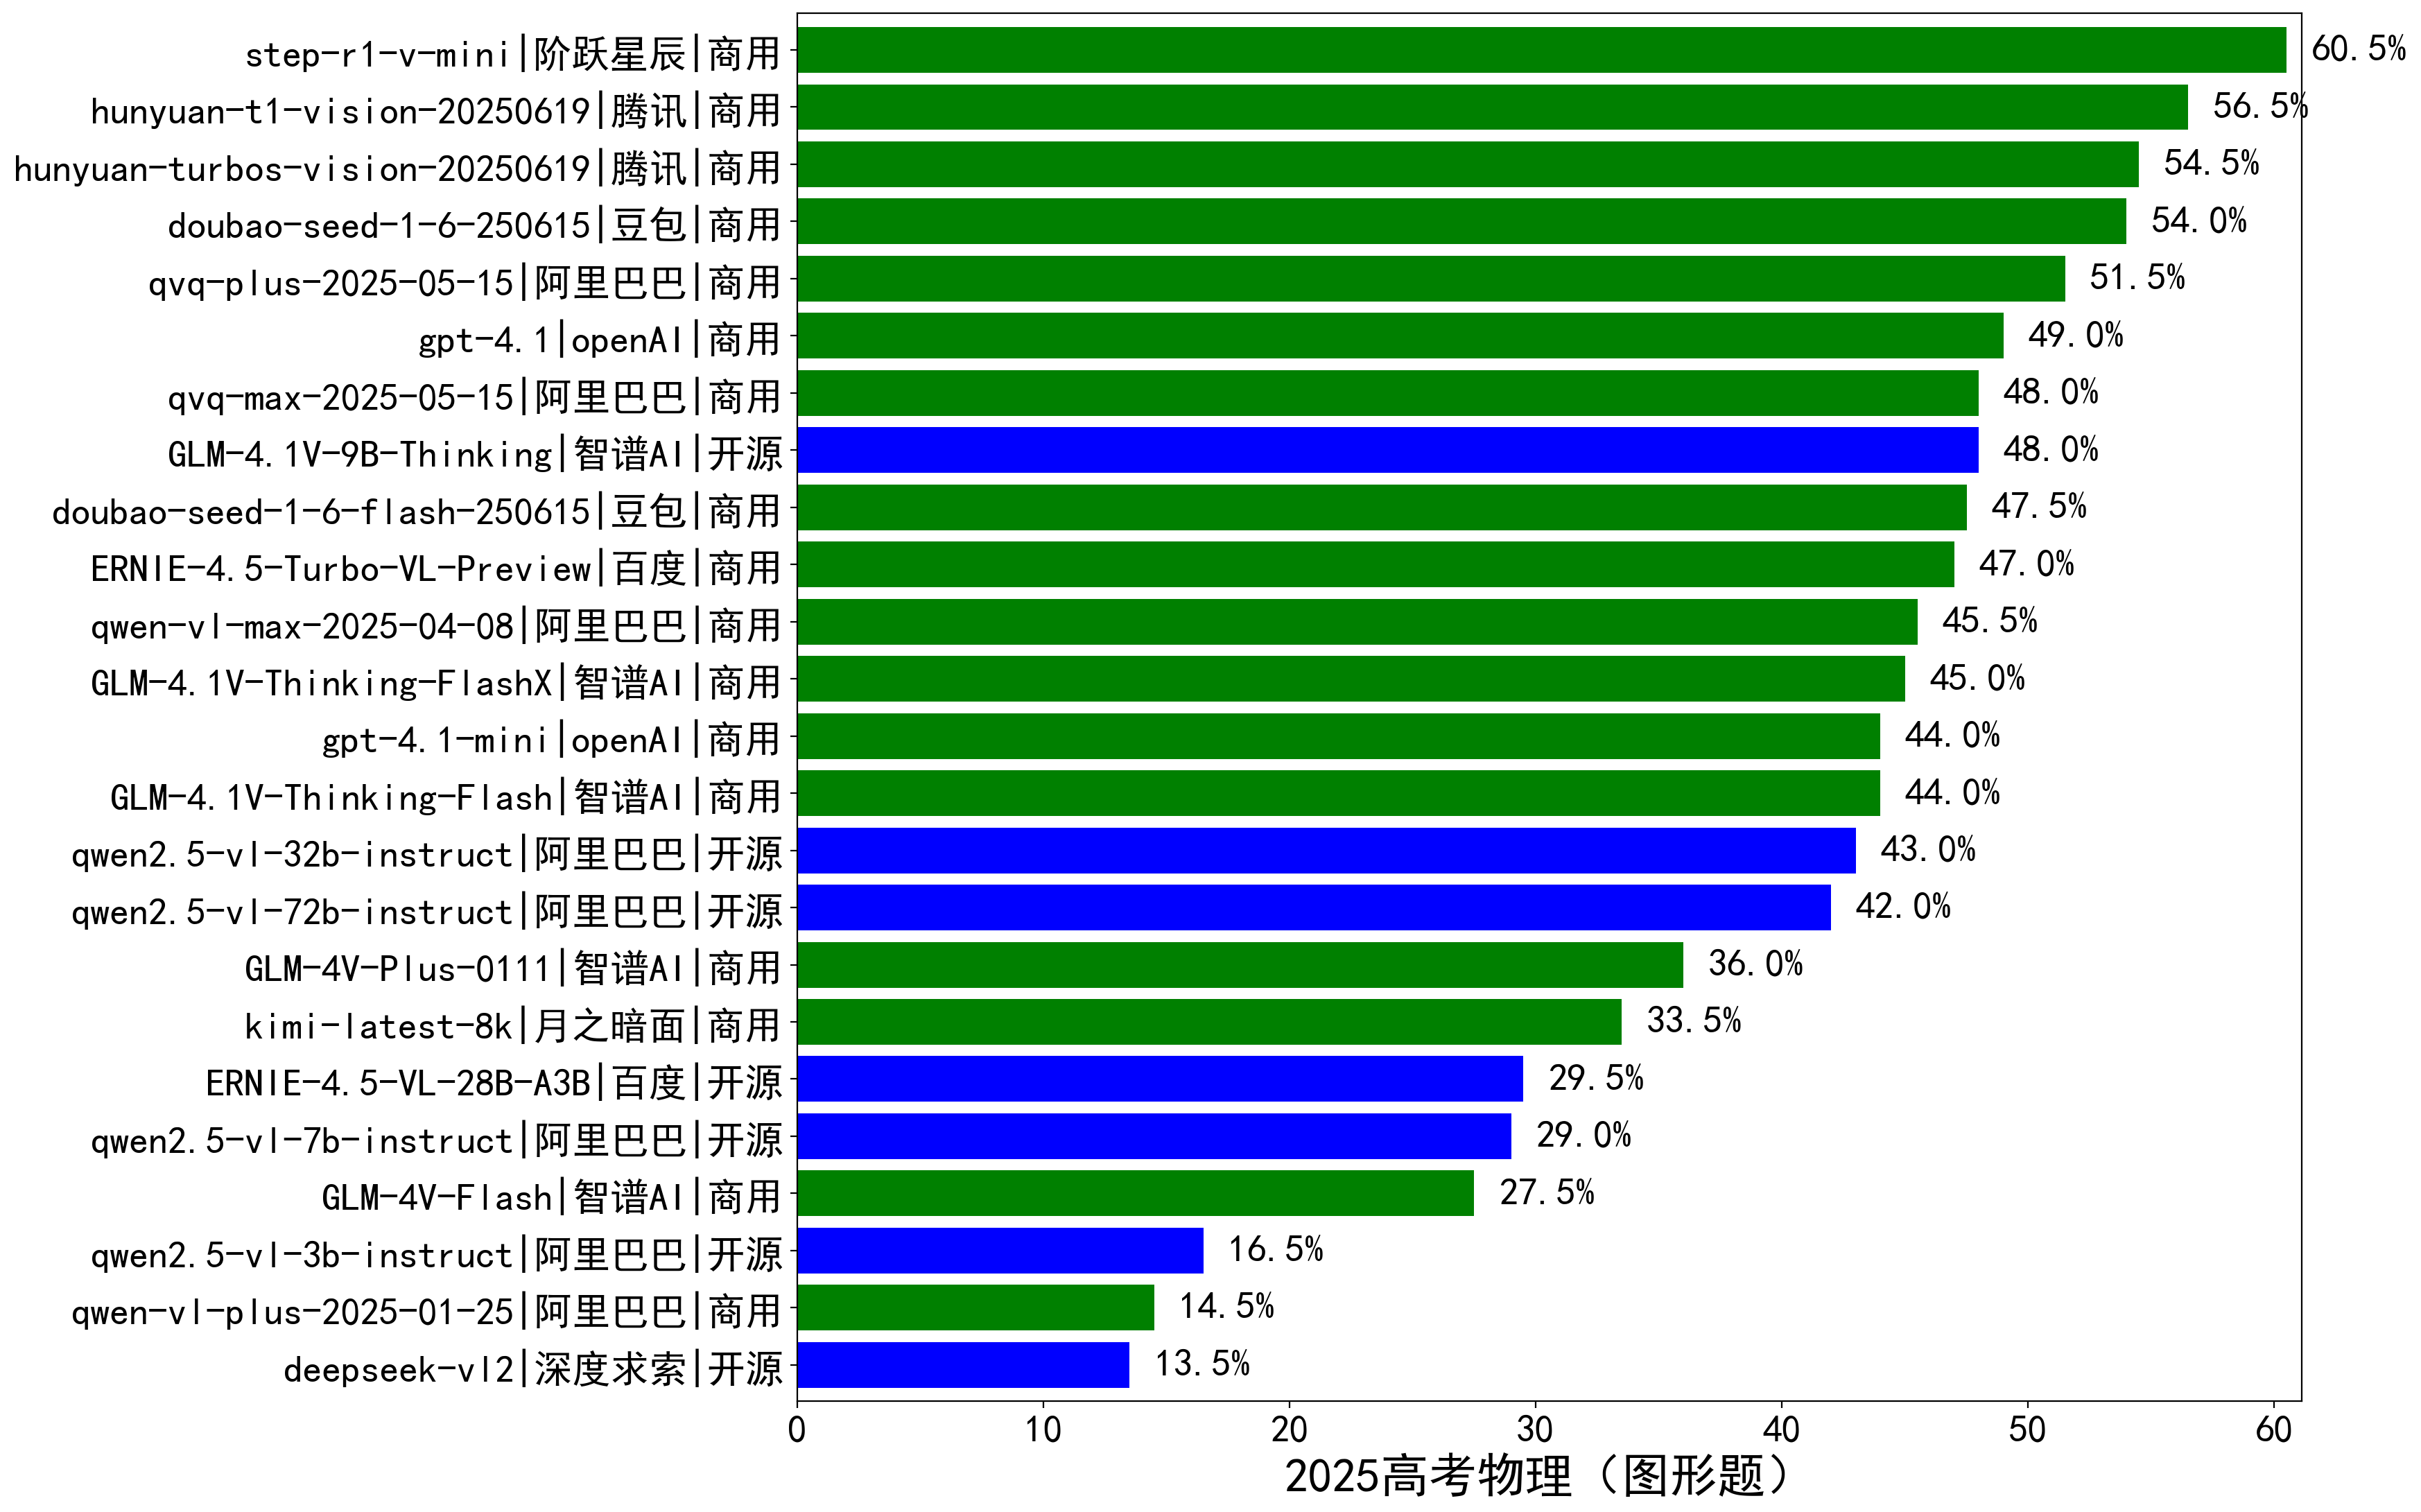 step-r1-v-mini|阶跃星辰|商用 60.5%
hunyuan-t1-vision-20250619|腾讯|商用 56.5%
hunyuan-turbos-vision-20250619|腾讯|商用 54.5%
doubao-seed-1-6-250615|豆包|商用 54.0%
qvq-plus-2025-05-15|阿里巴巴|商用 51.5%
gpt-4.1|openAI|商用 49.0%
qvq-max-2025-05-15|阿里巴巴|商用 48.0%
GLM-4.1V-9B-Thinking|智谱AI|开源 48.0%
doubao-seed-1-6-flash-250615|豆包|商用 47.5%
ERNIE-4.5-Turbo-VL-Preview|百度|商用 47.0%
qwen-vl-max-2025-04-08|阿里巴巴|商用 45.5%
GLM-4.1V-Thinking-FlashX|智谱AI|商用 45.0%
gpt-4.1-mini|openAI|商用 44.0%
GLM-4.1V-Thinking-Flash|智谱AI|商用 44.0%
qwen2.5-vl-32b-instruct|阿里巴巴|开源 43.0%
qwen2.5-vl-72b-instruct|阿里巴巴|开源 42.0%
GLM-4V-Plus-0111|智谱AI|商用 36.0%
kimi-latest-8k|月之暗面|商用 33.5%
ERNIE-4.5-VL-28B-A3B|百度|开源 29.5%
qwen2.5-vl-7b-instruct|阿里巴巴|开源 29.0%
GLM-4V-Flash|智谱AI|商用 27.5%
qwen2.5-vl-3b-instruct|阿里巴巴|开源 16.5%
qwen-vl-plus-2025-01-25|阿里巴巴|商用 14.5%
deepseek-vl2|深度求索|开源 13.5%
0 10 20 30 40 50 60
2025高考物理（图形题）